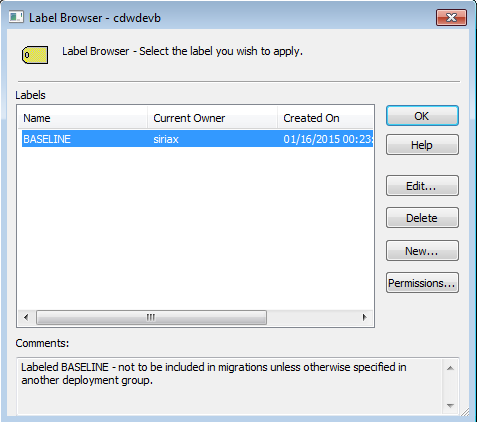 Label Browser - cdwdevb
0
Label Browser - Select the label you wish to apply.
Labels
Name Current Owner Created On
BASELINE siriax 01/16/2015 00:23:
OK
Help
Edit...
Delete
New...
Permissions...
Comments:
Labeled BASELINE - not to be included in migrations unless otherwise specified in
another deployment group.